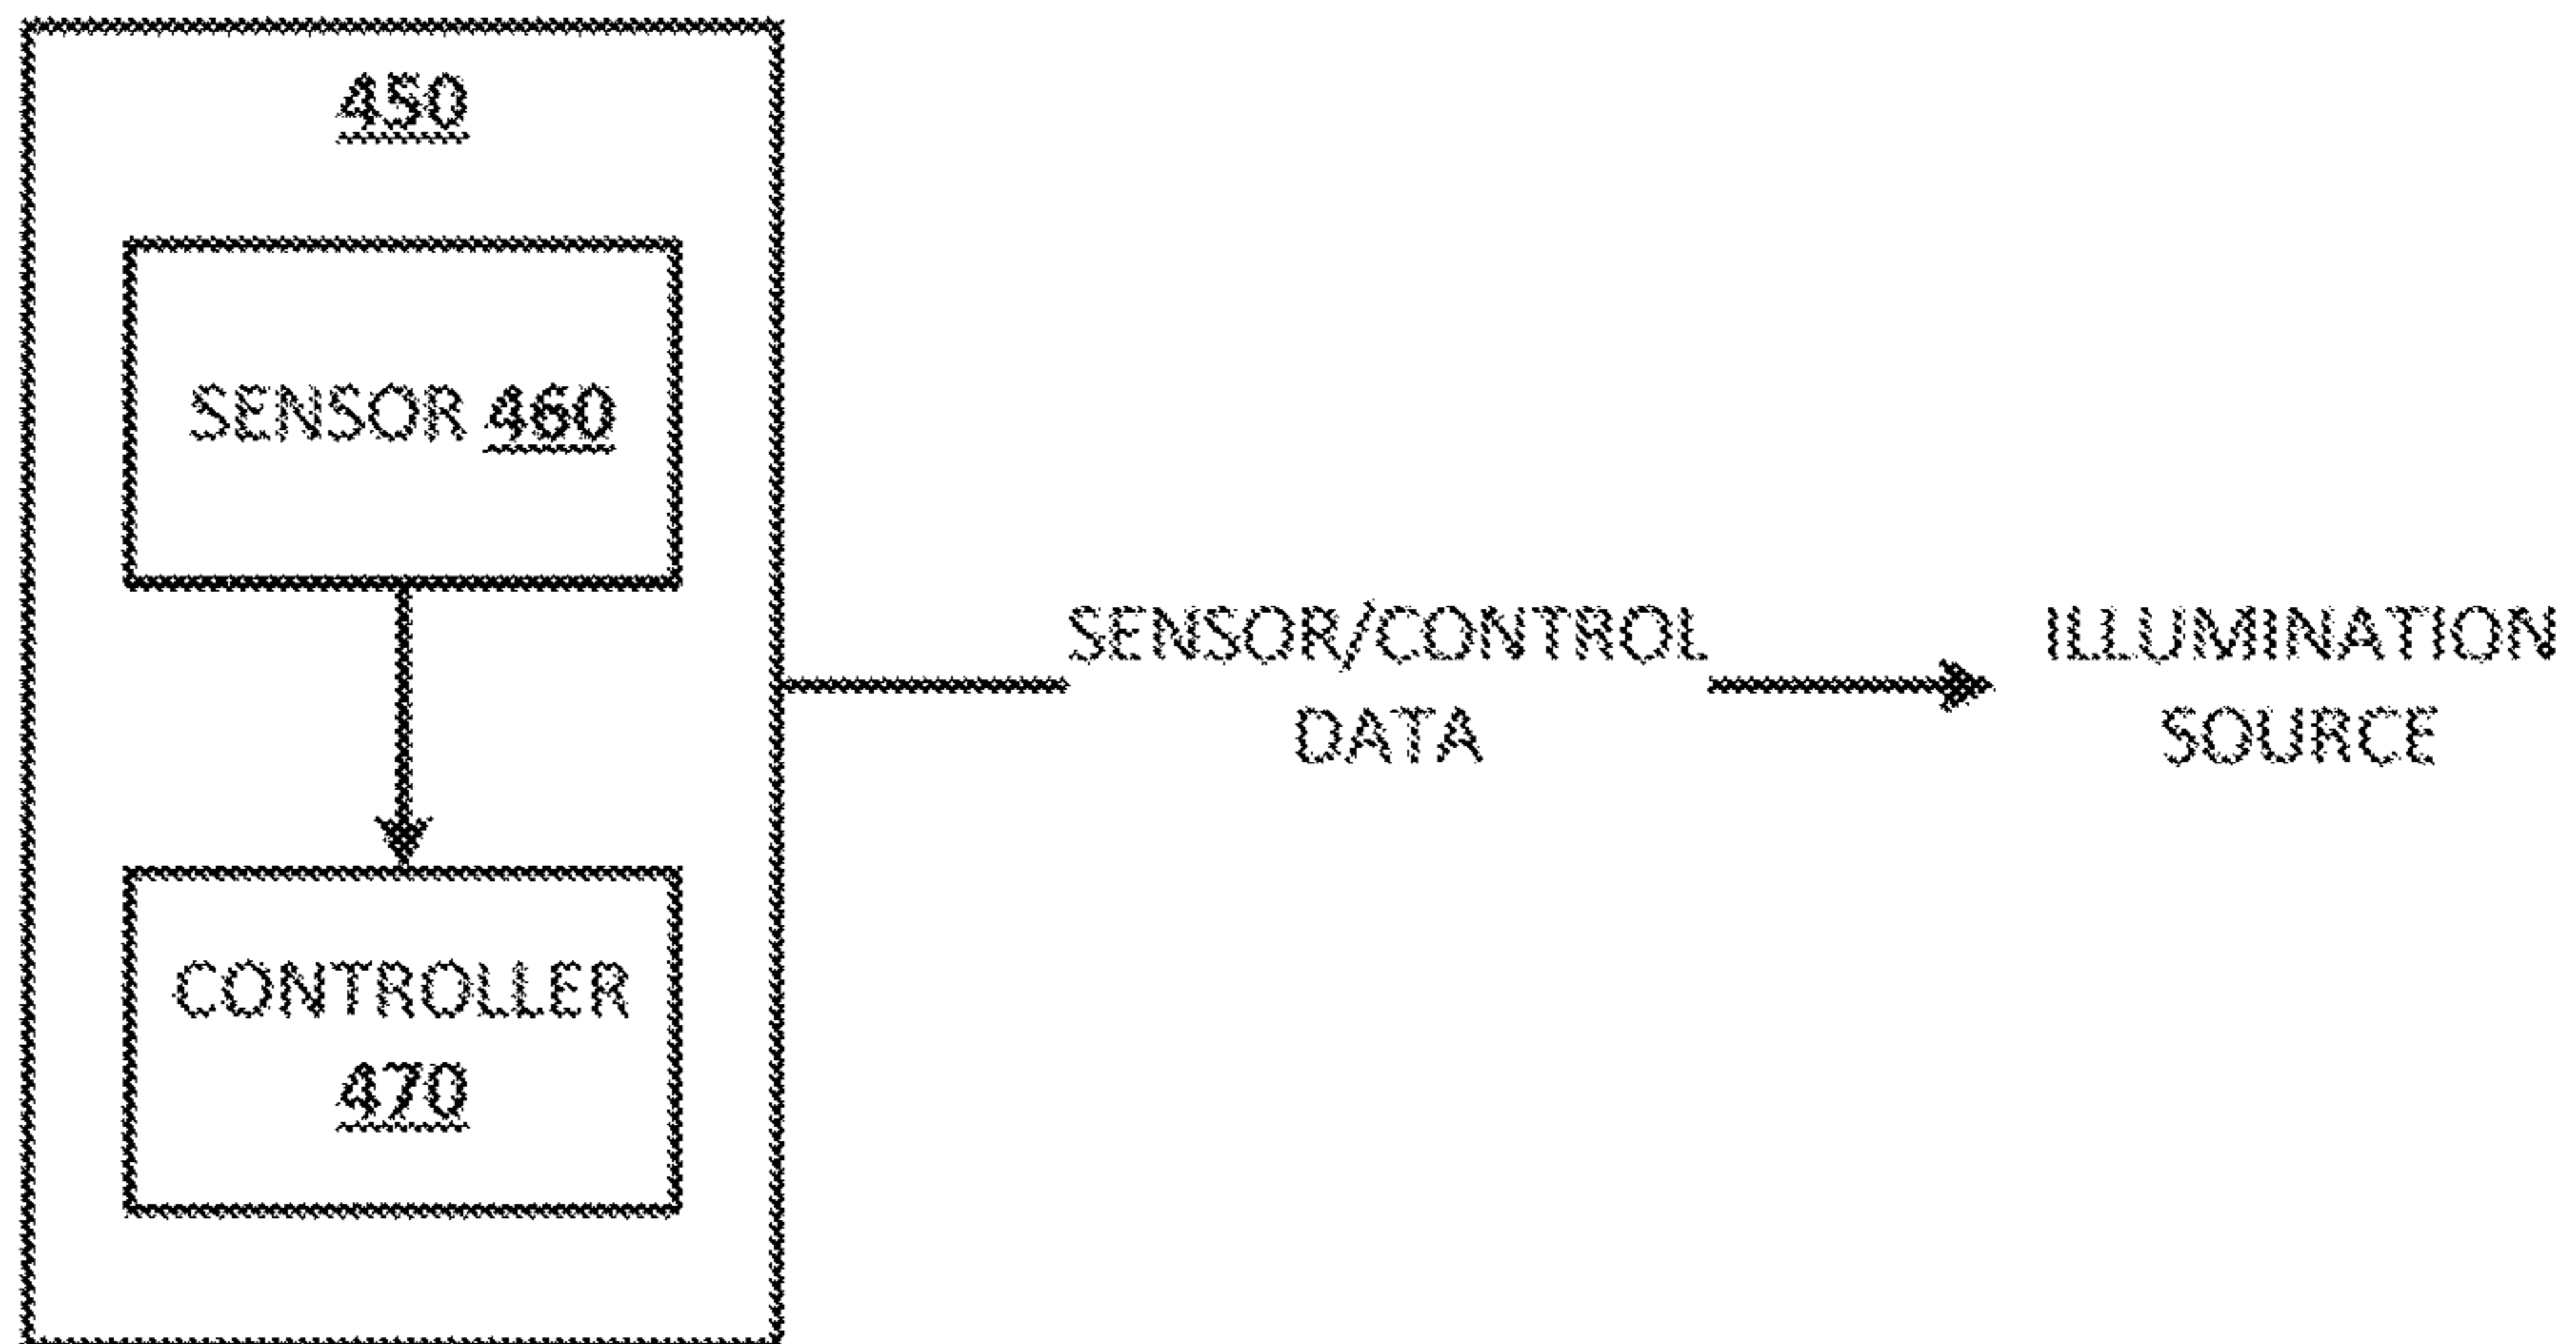 450
SENSOR 460
CONTROLLER
470
SENSOR/CONTROL
DATA
ILLUMINATION
SOURCE